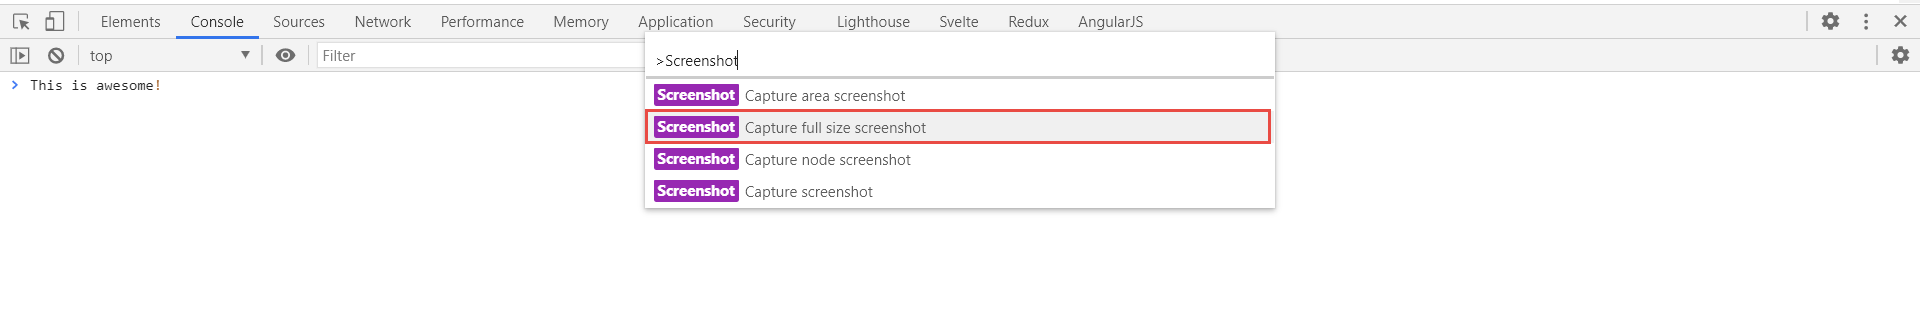 Elements Console Sources Network Performance Memory Application Security Lighthouse Svelte Redux AngularJS
top Filter
>Screenshot
This is awesome!
Screenshot Capture area screenshot
Screenshot Capture full size screenshot
Screenshot Capture node screenshot
Screenshot Capture screenshot